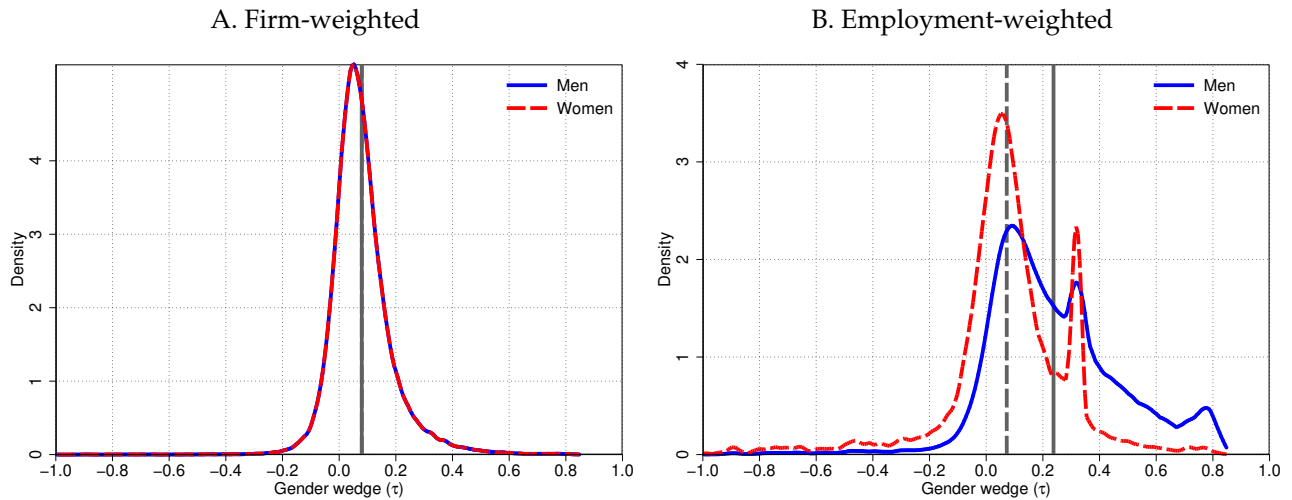 A. Firm-weighted
Men
Women
Density
0
1
2
3
4
−1.0 −0.8 −0.6 −0.4 −0.2 0.0 0.2 0.4 0.6 0.8 1.0
Gender wedge (τ)
B. Employment-weighted
Men
Women
Density
0
1
2
3
4
−1.0 −0.8 −0.6 −0.4 −0.2 0.0 0.2 0.4 0.6 0.8 1.0
Gender wedge (τ)